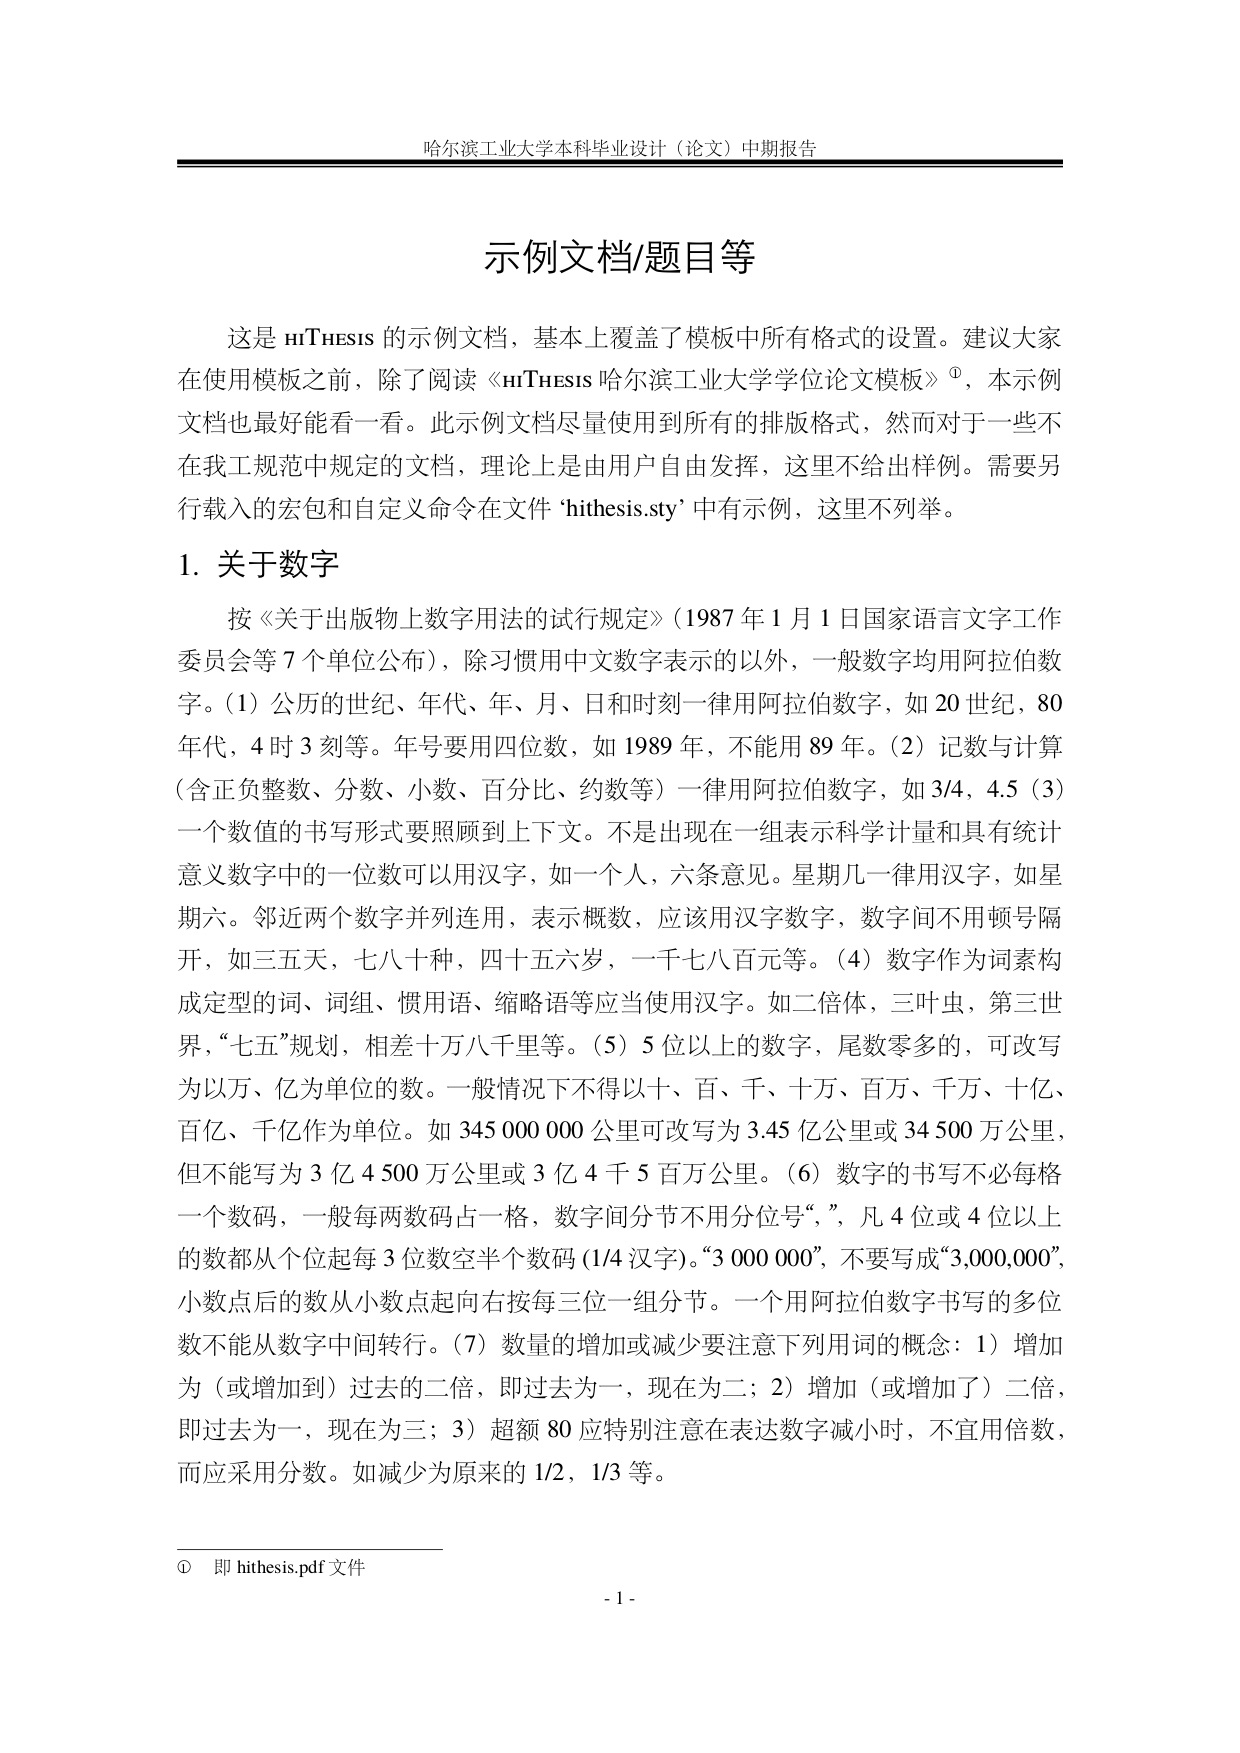 哈尔滨工业大学本科毕业设计（论文）中期报告
示例文档/题目等
这是 hiThesis 的示例文档，基本上覆盖了模板中所有格式的设置。建议大家
在使用模板之前，除了阅读《hiThesis 哈尔滨工业大学学位论文模板》①，本示例
文档也最好能看一看。此示例文档尽量使用到所有的排版格式，然而对于一些不
在我工规范中规定的文档，理论上是由用户自由发挥，这里不给出样例。需要另
行载入的宏包和自定义命令在文件 ‘hithesis.sty’ 中有示例，这里不列举。
1. 关于数字
按《关于出版物上数字用法的试行规定》（1987 年 1 月 1 日国家语言文字工作
委员会等 7 个单位公布），除习惯用中文数字表示的以外，一般数字均用阿拉伯数
字。（1）公历的世纪、年代、年、月、日和时刻一律用阿拉伯数字，如 20 世纪，80
年代，4 时 3 刻等。年号要用四位数，如 1989 年，不能用 89 年。（2）记数与计算
（含正负整数、分数、小数、百分比、约数等）一律用阿拉伯数字，如 3/4，4.5（3）
一个数值的书写形式要照顾到上下文。不是出现在一组表示科学计量和具有统计
意义数字中的一位数可以用汉字，如一个人，六条意见。星期几一律用汉字，如星
期六。邻近两个数字并列连用，表示概数，应该用汉字数字，数字间不用顿号隔
开，如三五天，七八十种，四十五六岁，一千七八百元等。（4）数字作为词素构
成定型的词、词组、惯用语、缩略语等应当使用汉字。如二倍体，三叶虫，第三世
界，“七五”规划，相差十万八千里等。（5）5 位以上的数字，尾数零多的，可改写
为以万、亿为单位的数。一般情况下不得以十、百、千、十万、百万、千万、十亿、
百亿、千亿作为单位。如 345 000 000 公里可改写为 3.45 亿公里或 34 500 万公里，
但不能写为 3 亿 4 500 万公里或 3 亿 4 千 5 百万公里。（6）数字的书写不必每格
一个数码，一般每两数码占一格，数字间分节不用分位号“，”，凡 4 位或 4 位以上
的数都从个位起每 3 位数空半个数码 (1/4 汉字)。“3 000 000”，不要写成“3,000,000”，
小数点后的数从小数点起向右按每三位一组分节。一个用阿拉伯数字书写的多位
数不能从数字中间转行。（7）数量的增加或减少要注意下列用词的概念：1）增加
为（或增加到）过去的二倍，即过去为一，现在为二；2）增加（或增加了）二倍，
即过去为一，现在为三；3）超额 80 应特别注意在表达数字减小时，不宜用倍数，
而应采用分数。如减少为原来的 1/2，1/3 等。
① 即 hithesis.pdf 文件
- 1 -